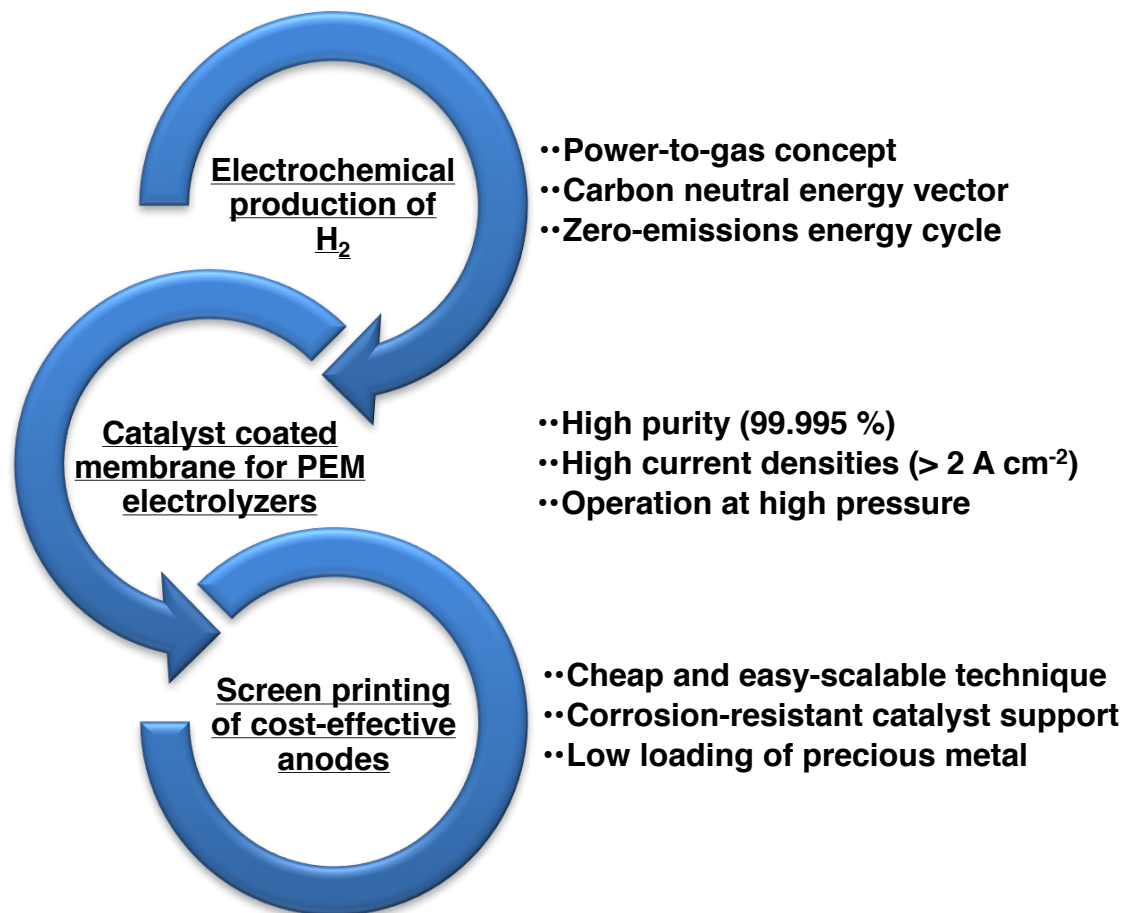 Electrochemical
production of
H₂
··Power-to-gas concept
··Carbon neutral energy vector
··Zero-emissions energy cycle
Catalyst coated
membrane for PEM
electrolyzers
··High purity (99.995 %)
··High current densities (> 2 A cm⁻²)
··Operation at high pressure
Screen printing
of cost-effective
anodes
··Cheap and easy-scalable technique
··Corrosion-resistant catalyst support
··Low loading of precious metal